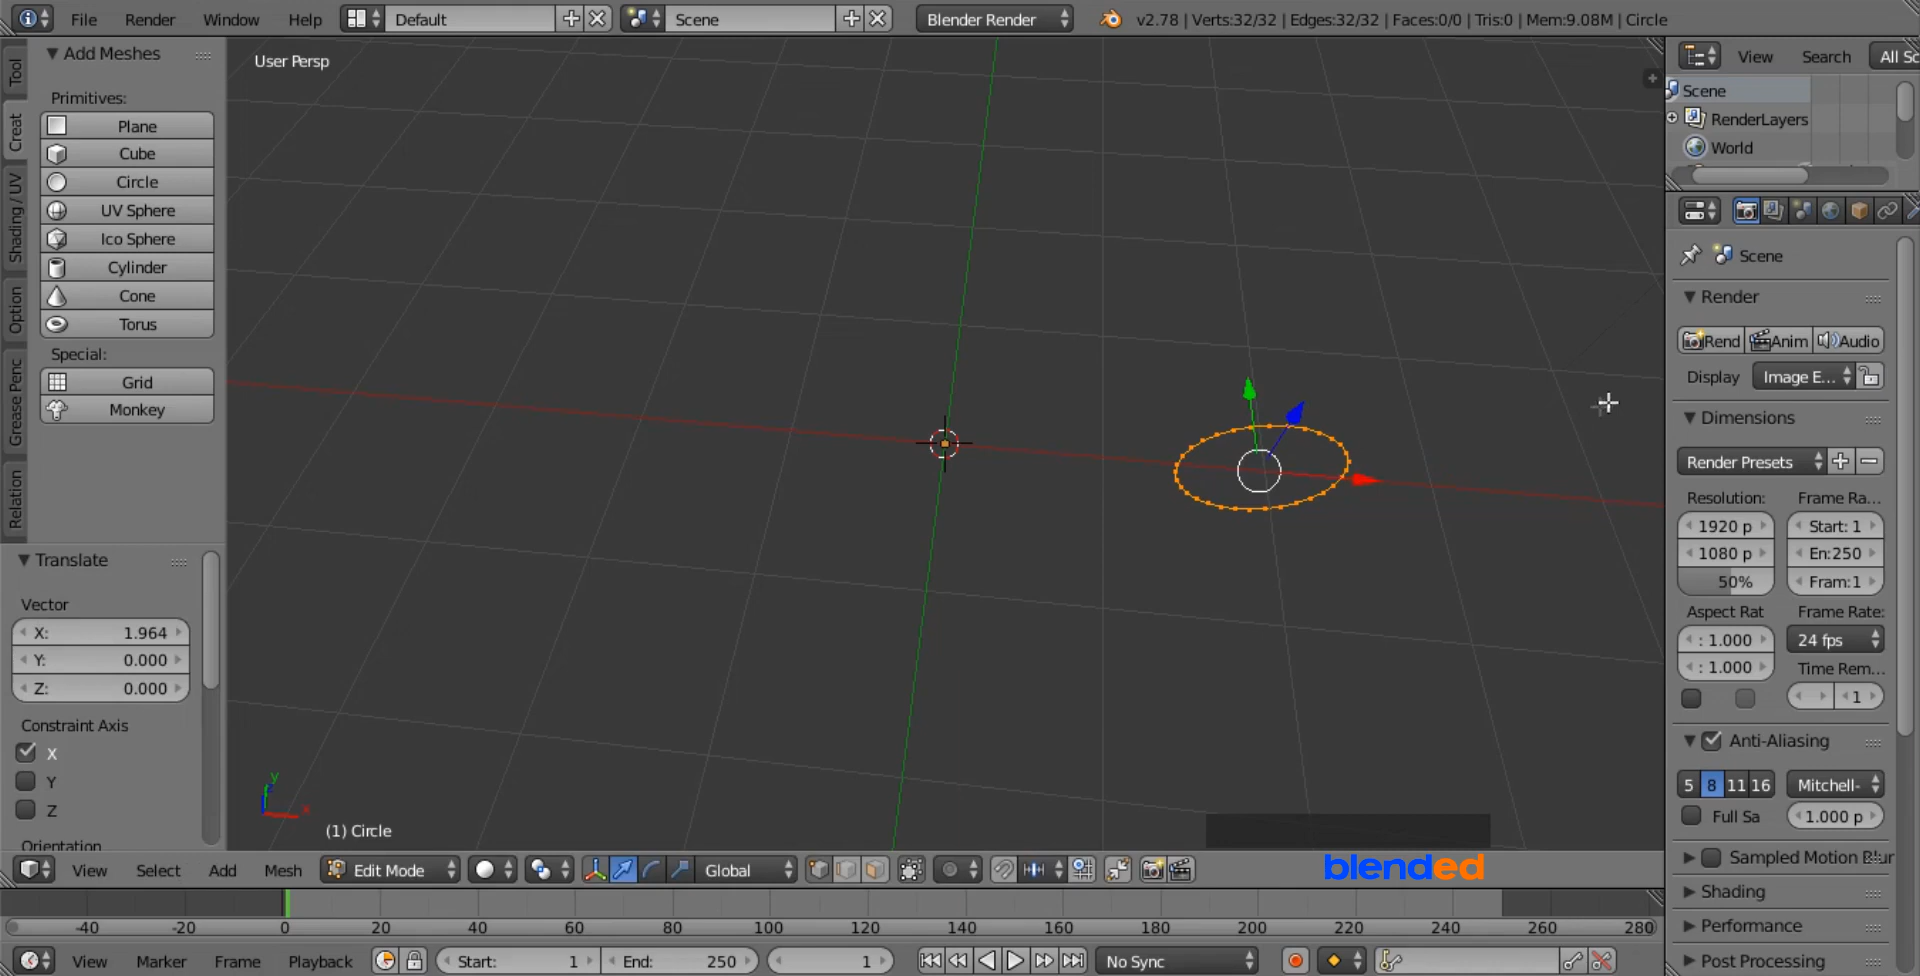 File Render Window Help Default Scene Blender Render v2.78 | Verts:32/32 | Edges:32/32 | Faces:0/0 | Tris:0 | Mem:9.08M | Circle
Add Meshes
Primitives:
Plane
Cube
Circle
UV Sphere
Ico Sphere
Cylinder
Cone
Torus
Special:
Grid
Monkey
Tool
Creat
Shading / UV
Option
Grease Penc
Relation
Translate
Vector
X: 1.964
Y: 0.000
Z: 0.000
Constraint Axis
X
Y
Z
Orientation
User Persp
y
x
(1) Circle
View Select Add Mesh Edit Mode Global
blended
View Search All Sc
Scene
RenderLayers
World
Scene
Render
Rend Anim Audio
Display Image E...
Dimensions
Render Presets
Resolution: Frame Ra...
1920 p Start: 1
1080 p En:250
50% Fram:1
Aspect Rat Frame Rate:
: 1.000 24 fps
: 1.000 Time Rem...
1
Anti-Aliasing
5 8 11 16 Mitchell-
Full Sa 1.000 p
Sampled Motion Blur
Shading
Performance
Post Processing
-40 -20 0 20 40 60 80 100 120 140 160 180 200 220 240 260 280
View Marker Frame Playback Start: 1 End: 250 1 No Sync